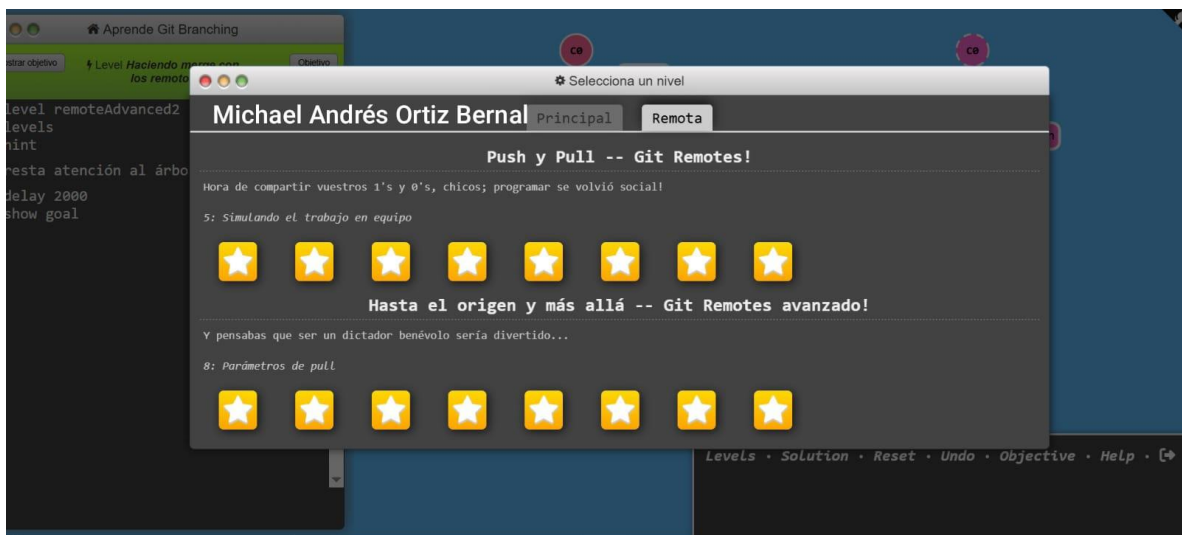 Aprende Git Branching
strar objetivo
Level Haciendo merge con
los remoto
Objetivo
level remoteAdvanced2
levels
hint
resta atención al árbo
delay 2000
show goal
c0
c0
Selecciona un nivel
Michael Andrés Ortiz Bernal
Principal
Remota
Push y Pull -- Git Remotes!
Hora de compartir vuestros 1's y 0's, chicos; programar se volvió social!
5: Simulando el trabajo en equipo
Hasta el origen y más allá -- Git Remotes avanzado!
Y pensabas que ser un dictador benévolo sería divertido...
8: Parámetros de pull
Levels · Solution · Reset · Undo · Objective · Help ·